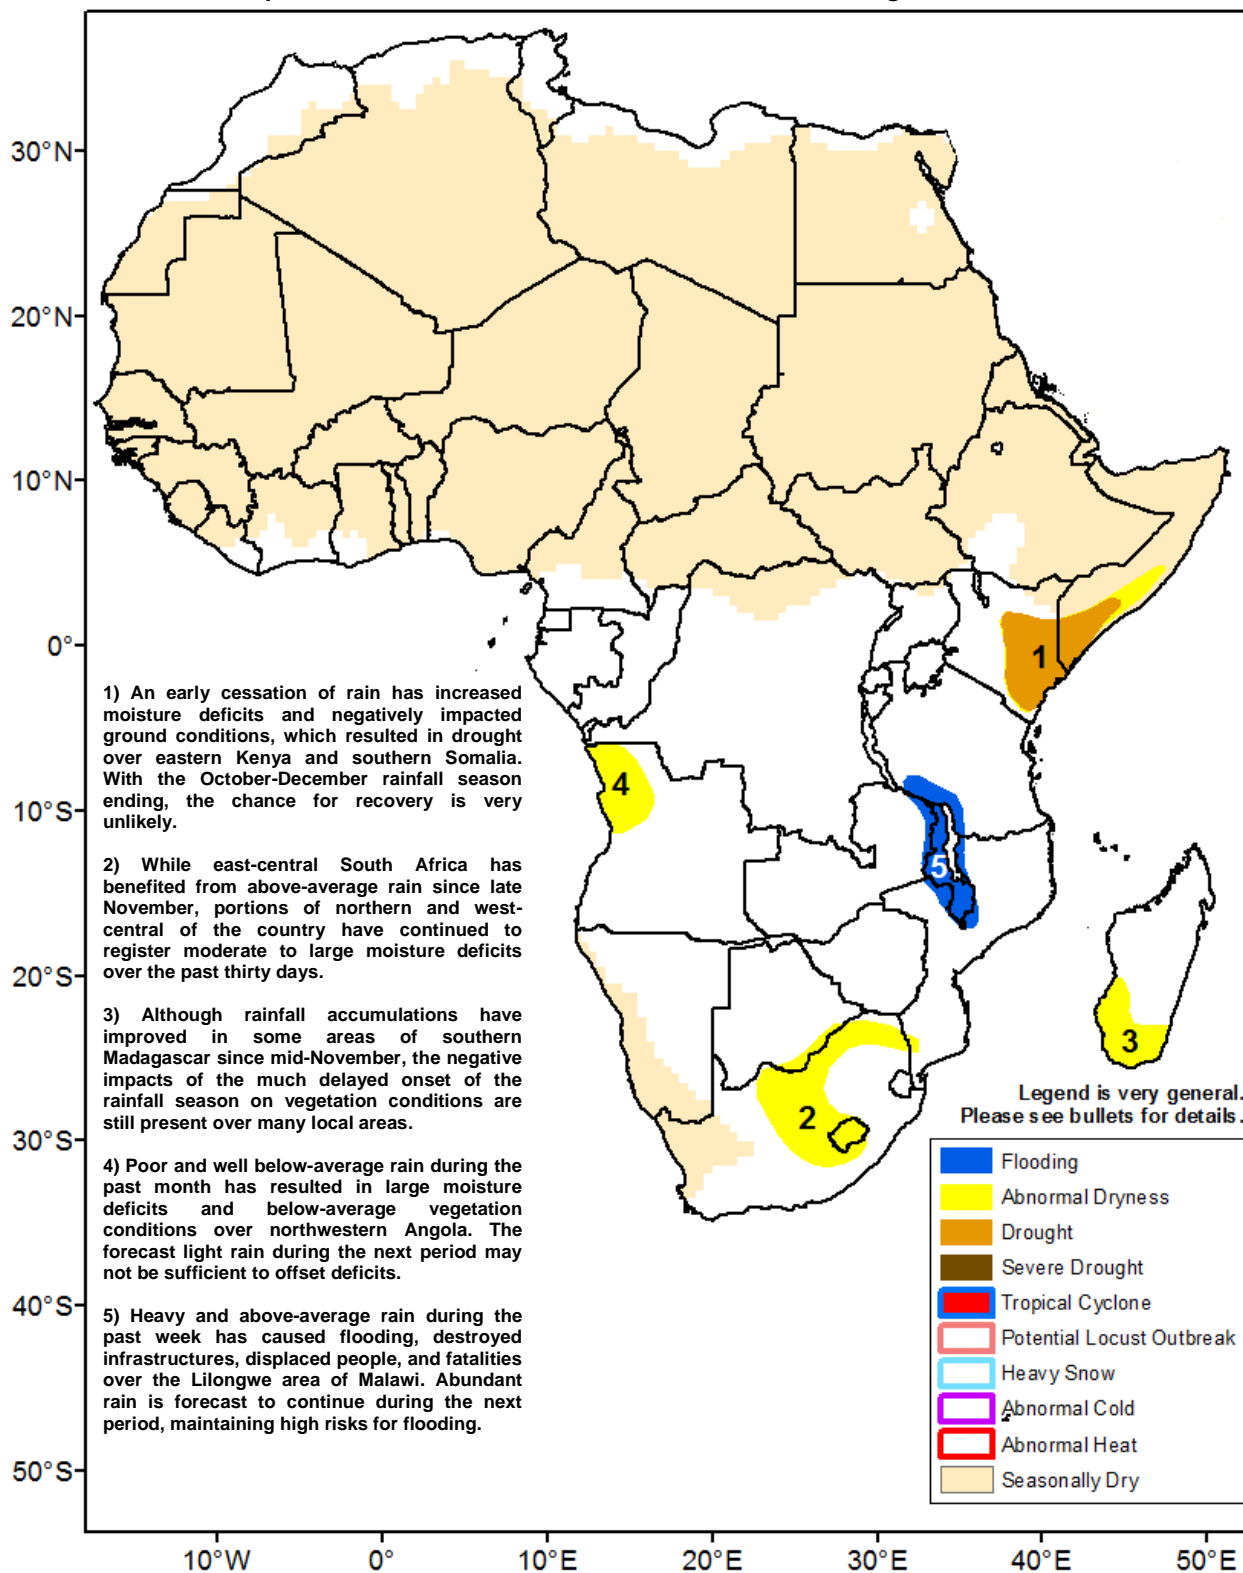 30°N
20°N
10°N
0°
10°S
20°S
30°S
40°S
50°S
10°W
0°
10°E
20°E
30°E
40°E
50°E
1
2
3
4
5
1) An early cessation of rain has increased
moisture deficits and negatively impacted
ground conditions, which resulted in drought
over eastern Kenya and southern Somalia.
With the October-December rainfall season
ending, the chance for recovery is very
unlikely.
2) While east-central South Africa has
benefited from above-average rain since late
November, portions of northern and west-
central of the country have continued to
register moderate to large moisture deficits
over the past thirty days.
3) Although rainfall accumulations have
improved in some areas of southern
Madagascar since mid-November, the negative
impacts of the much delayed onset of the
rainfall season on vegetation conditions are
still present over many local areas.
4) Poor and well below-average rain during the
past month has resulted in large moisture
deficits and below-average vegetation
conditions over northwestern Angola. The
forecast light rain during the next period may
not be sufficient to offset deficits.
5) Heavy and above-average rain during the
past week has caused flooding, destroyed
infrastructures, displaced people, and fatalities
over the Lilongwe area of Malawi. Abundant
rain is forecast to continue during the next
period, maintaining high risks for flooding.
Legend is very general.
Please see bullets for details.
Flooding
Abnormal Dryness
Drought
Severe Drought
Tropical Cyclone
Potential Locust Outbreak
Heavy Snow
Abnormal Cold
Abnormal Heat
Seasonally Dry